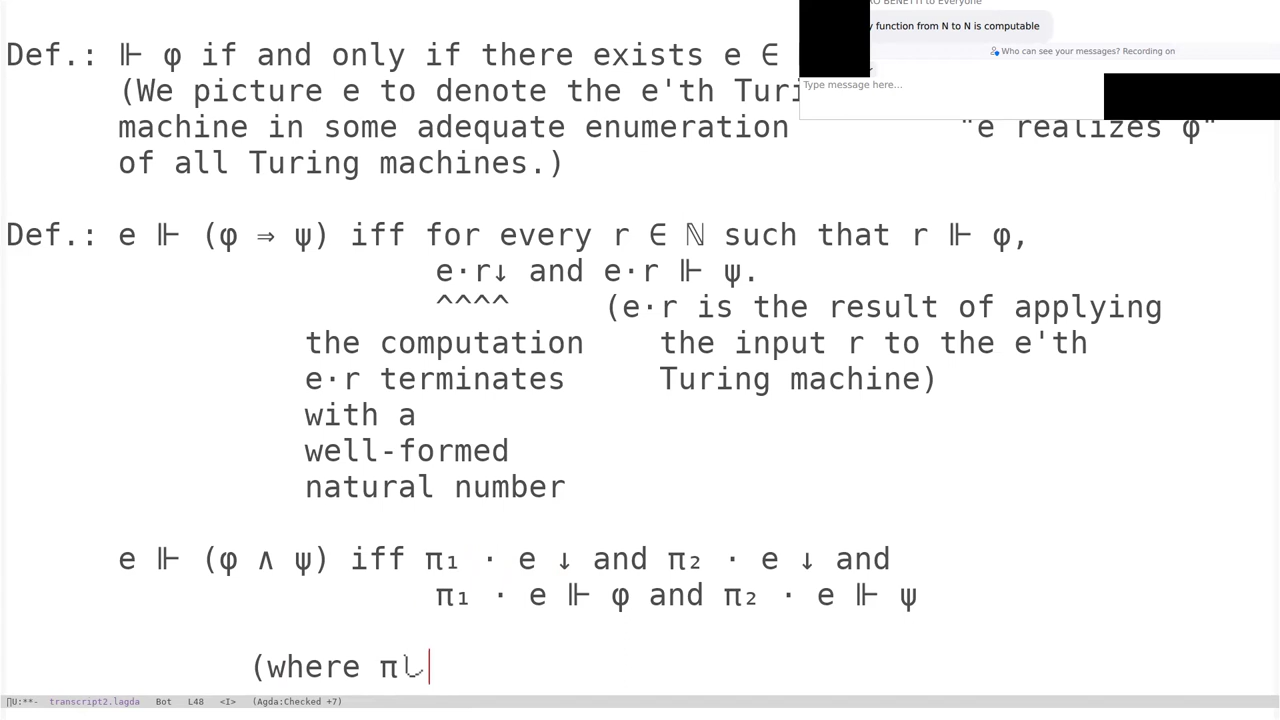 BENETTI to Everyone
function from N to N is computable
Who can see your messages? Recording on
Type message here…
Def.: ⊩ φ if and only if there exists e ∈
(We picture e to denote the e'th Turi
machine in some adequate enumeration "e realizes φ"
of all Turing machines.)
Def.: e ⊩ (φ ⇒ ψ) iff for every r ∈ ℕ such that r ⊩ φ,
e·r↓ and e·r ⊩ ψ.
^^^^ (e·r is the result of applying
the computation the input r to the e'th
e·r terminates Turing machine)
with a
well-formed
natural number
e ⊩ (φ ∧ ψ) iff π₁ · e ↓ and π₂ · e ↓ and
π₁ · e ⊩ φ and π₂ · e ⊩ ψ
(where π
U:**- transcript2.lagda Bot L48 <I> (Agda:Checked +7)